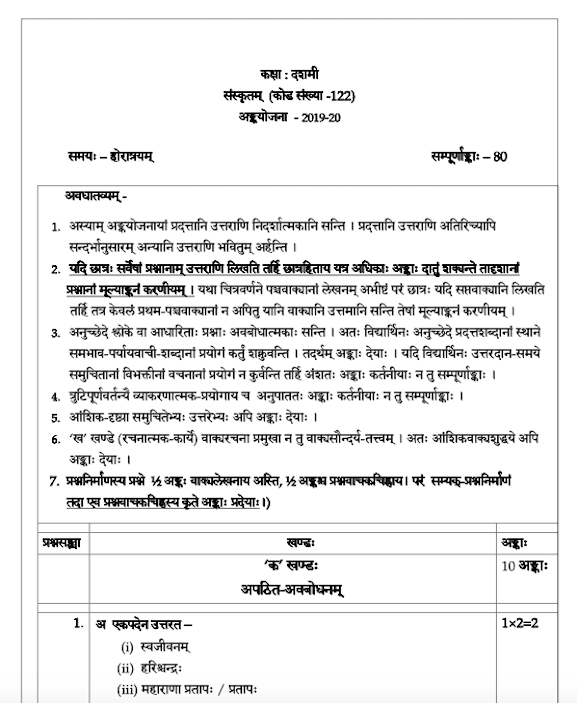 कक्षा : दशमी
संस्कृतम् (कोड संख्या -122)
अङ्कयोजना - 2019-20
समयः – होरात्रयम् सम्पूर्णाङ्काः – 80
अवधातव्यम् -
1. अस्याम् अङ्कयोजनायां प्रदत्तानि उत्तराणि निदर्शात्मकानि सन्ति । प्रदत्तानि उत्तराणि अतिरिच्यापि
सन्दर्भानुसारम् अन्यानि उत्तराणि भवितुम् अर्हन्ति ।
2. यदि छात्रः सर्वेषां प्रश्नानाम् उत्तराणि लिखति तर्हि छात्रहिताय यत्र अधिकाः अङ्काः दातुं शक्यन्ते तादृशानां
प्रश्नानां मूल्याङ्कनं करणीयम् । यथा चित्रवर्णने पञ्चवाक्यानां लेखनम् अभीष्टं परं छात्रः यदि सप्तवाक्यानि लिखति
तर्हि तत्र केवलं प्रथम-पञ्चवाक्यानां न अपितु यानि वाक्यानि उत्तमानि सन्ति तेषां मूल्याङ्कनं करणीयम् ।
3. अनुच्छेदे श्लोके वा आधारिताः प्रश्नाः अवबोधात्मकाः सन्ति । अतः विद्यार्थिनः अनुच्छेदे प्रदत्तशब्दानां स्थाने
समभाव-पर्यायवाची-शब्दानां प्रयोगं कर्तुं शक्नुवन्ति । तदर्थम् अङ्काः देयाः । यदि विद्यार्थिनः उत्तरदान-समये
समुचितानां विभक्तीनां वचनानां प्रयोगं न कुर्वन्ति तर्हि अंशतः अङ्काः कर्तनीयाः न तु सम्पूर्णाङ्काः ।
4. त्रुटिपूर्णवर्तन्यै व्याकरणात्मक-प्रयोगाय च अनुपाततः अङ्काः कर्तनीयाः न तु सम्पूर्णाङ्काः ।
5. आंशिक-दृष्ट्या समुचितेभ्यः उत्तरेभ्यः अपि अङ्काः देयाः ।
6. ‘ख’ खण्डे (रचनात्मक-कार्ये) वाक्यरचना प्रमुखा न तु वाक्यसौन्दर्य-तत्त्वम् । अतः आंशिकवाक्यशुद्धये अपि
अङ्काः देयाः ।
7. प्रश्ननिर्माणस्य प्रश्ने ½ अङ्कः वाक्यलेखनाय अस्ति, ½ अङ्कश्च प्रश्नवाचकचिह्नाय। परं सम्यक्-प्रश्ननिर्माणं
तदा एव प्रश्नवाचकचिह्नस्य कृते अङ्काः प्रदेयाः।)
प्रश्नसङ्ख्या खण्डः अङ्काः
‘क’ खण्डः 10 अङ्काः
अपठित-अवबोधनम्
1. अ एकपदेन उत्तरत – 1×2=2
(i) स्वजीवनम्
(ii) हरिश्चन्द्रः
(iii) महाराणा प्रतापः / प्रतापः